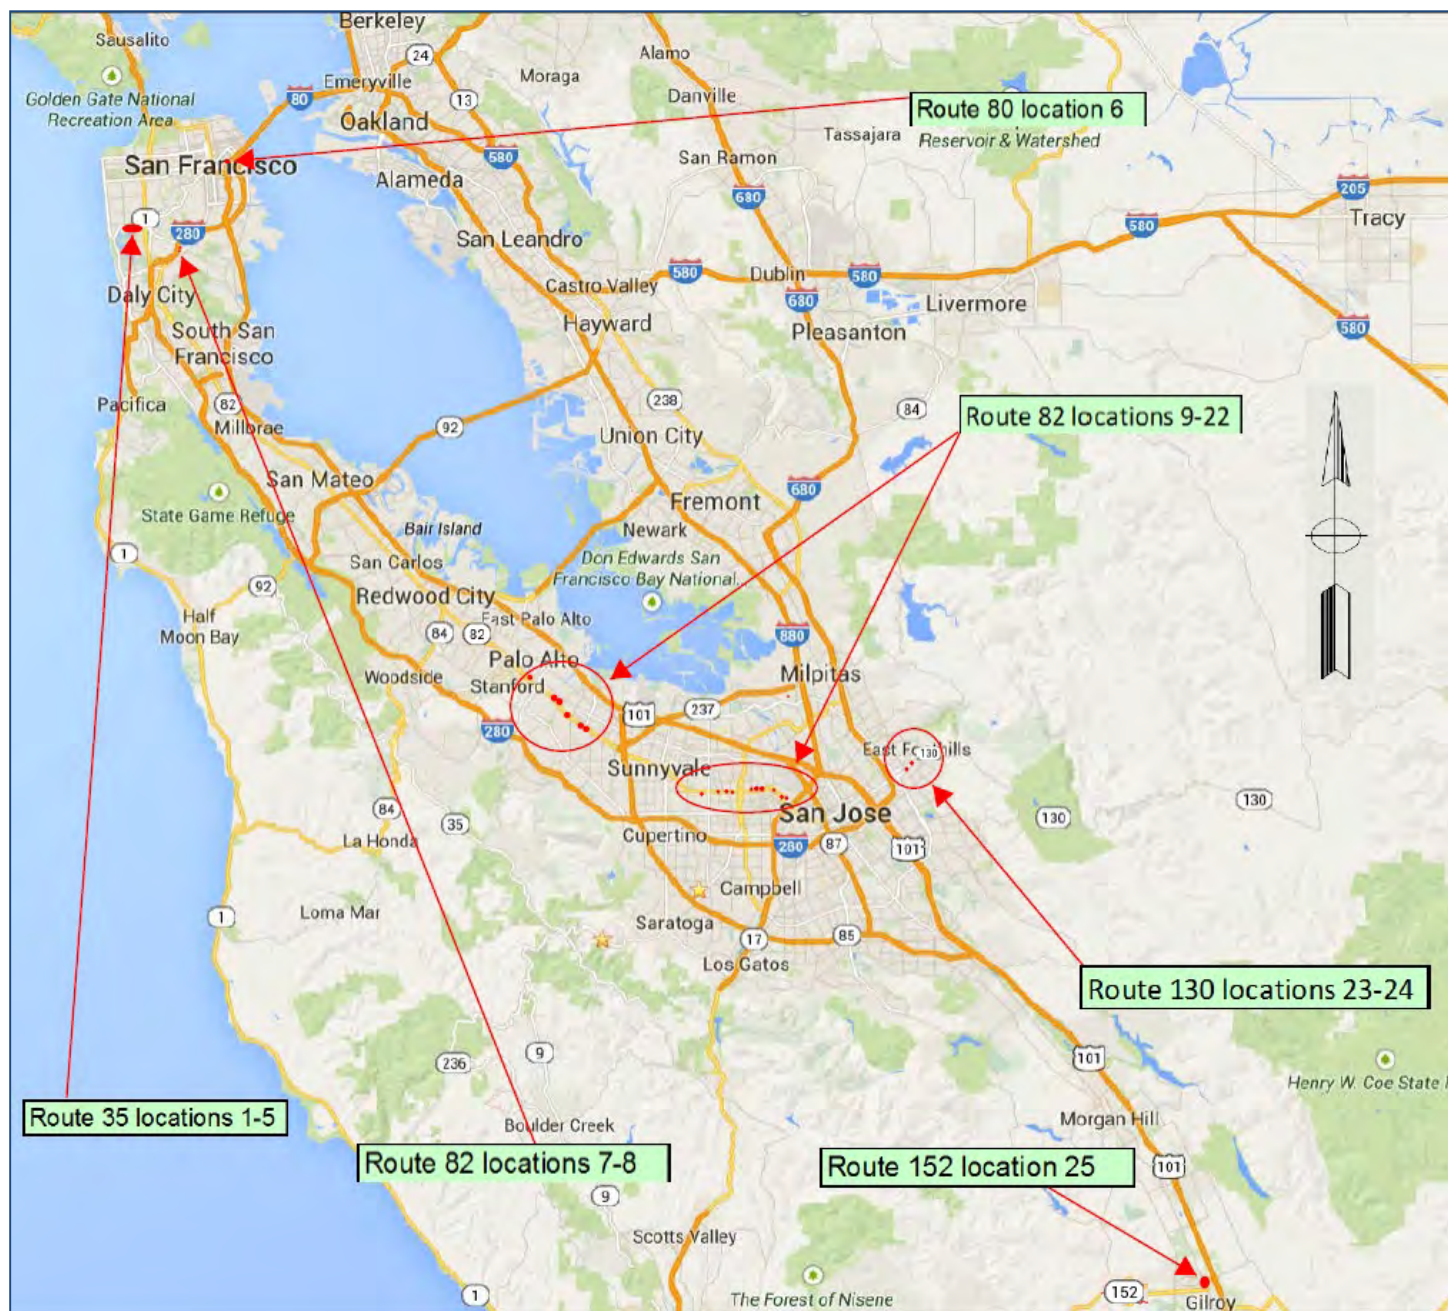 Berkeley
Sausalito
24
Alamo
Moraga
Emeryville
Golden Gate National
Recreation Area
80
13
Danville
Route 80 location 6
Oakland
Tassajara
Reservoir & Watershed
San Francisco
580
San Ramon
Alameda
680
205
1
Tracy
280
580
San Leandro
580
Dublin
580
Castro Valley
Daly City
680
Livermore
Hayward
580
South San
Francisco
Pleasanton
Pacifica
82
238
84
Route 82 locations 9-22
Millbrae
92
Union City
San Mateo
680
Fremont
State Game Refuge
Bair Island
Newark
1
San Carlos
Don Edwards San
Francisco Bay National...
92
Redwood City
Half
Moon Bay
East Palo Alto
84
82
880
Palo Alto
Milpitas
Woodside
Stanford
101
237
280
East Foothills
130
Sunnyvale
130
84
35
San Jose
130
La Honda
Cupertino
280
87
101
Campbell
1
Loma Mar
Saratoga
17
85
Los Gatos
Route 130 locations 23-24
9
236
101
Henry W. Coe State
Route 35 locations 1-5
Boulder Creek
Morgan Hill
Route 82 locations 7-8
Route 152 location 25
101
9
Scotts Valley
1
The Forest of Nisene
152
Gilroy